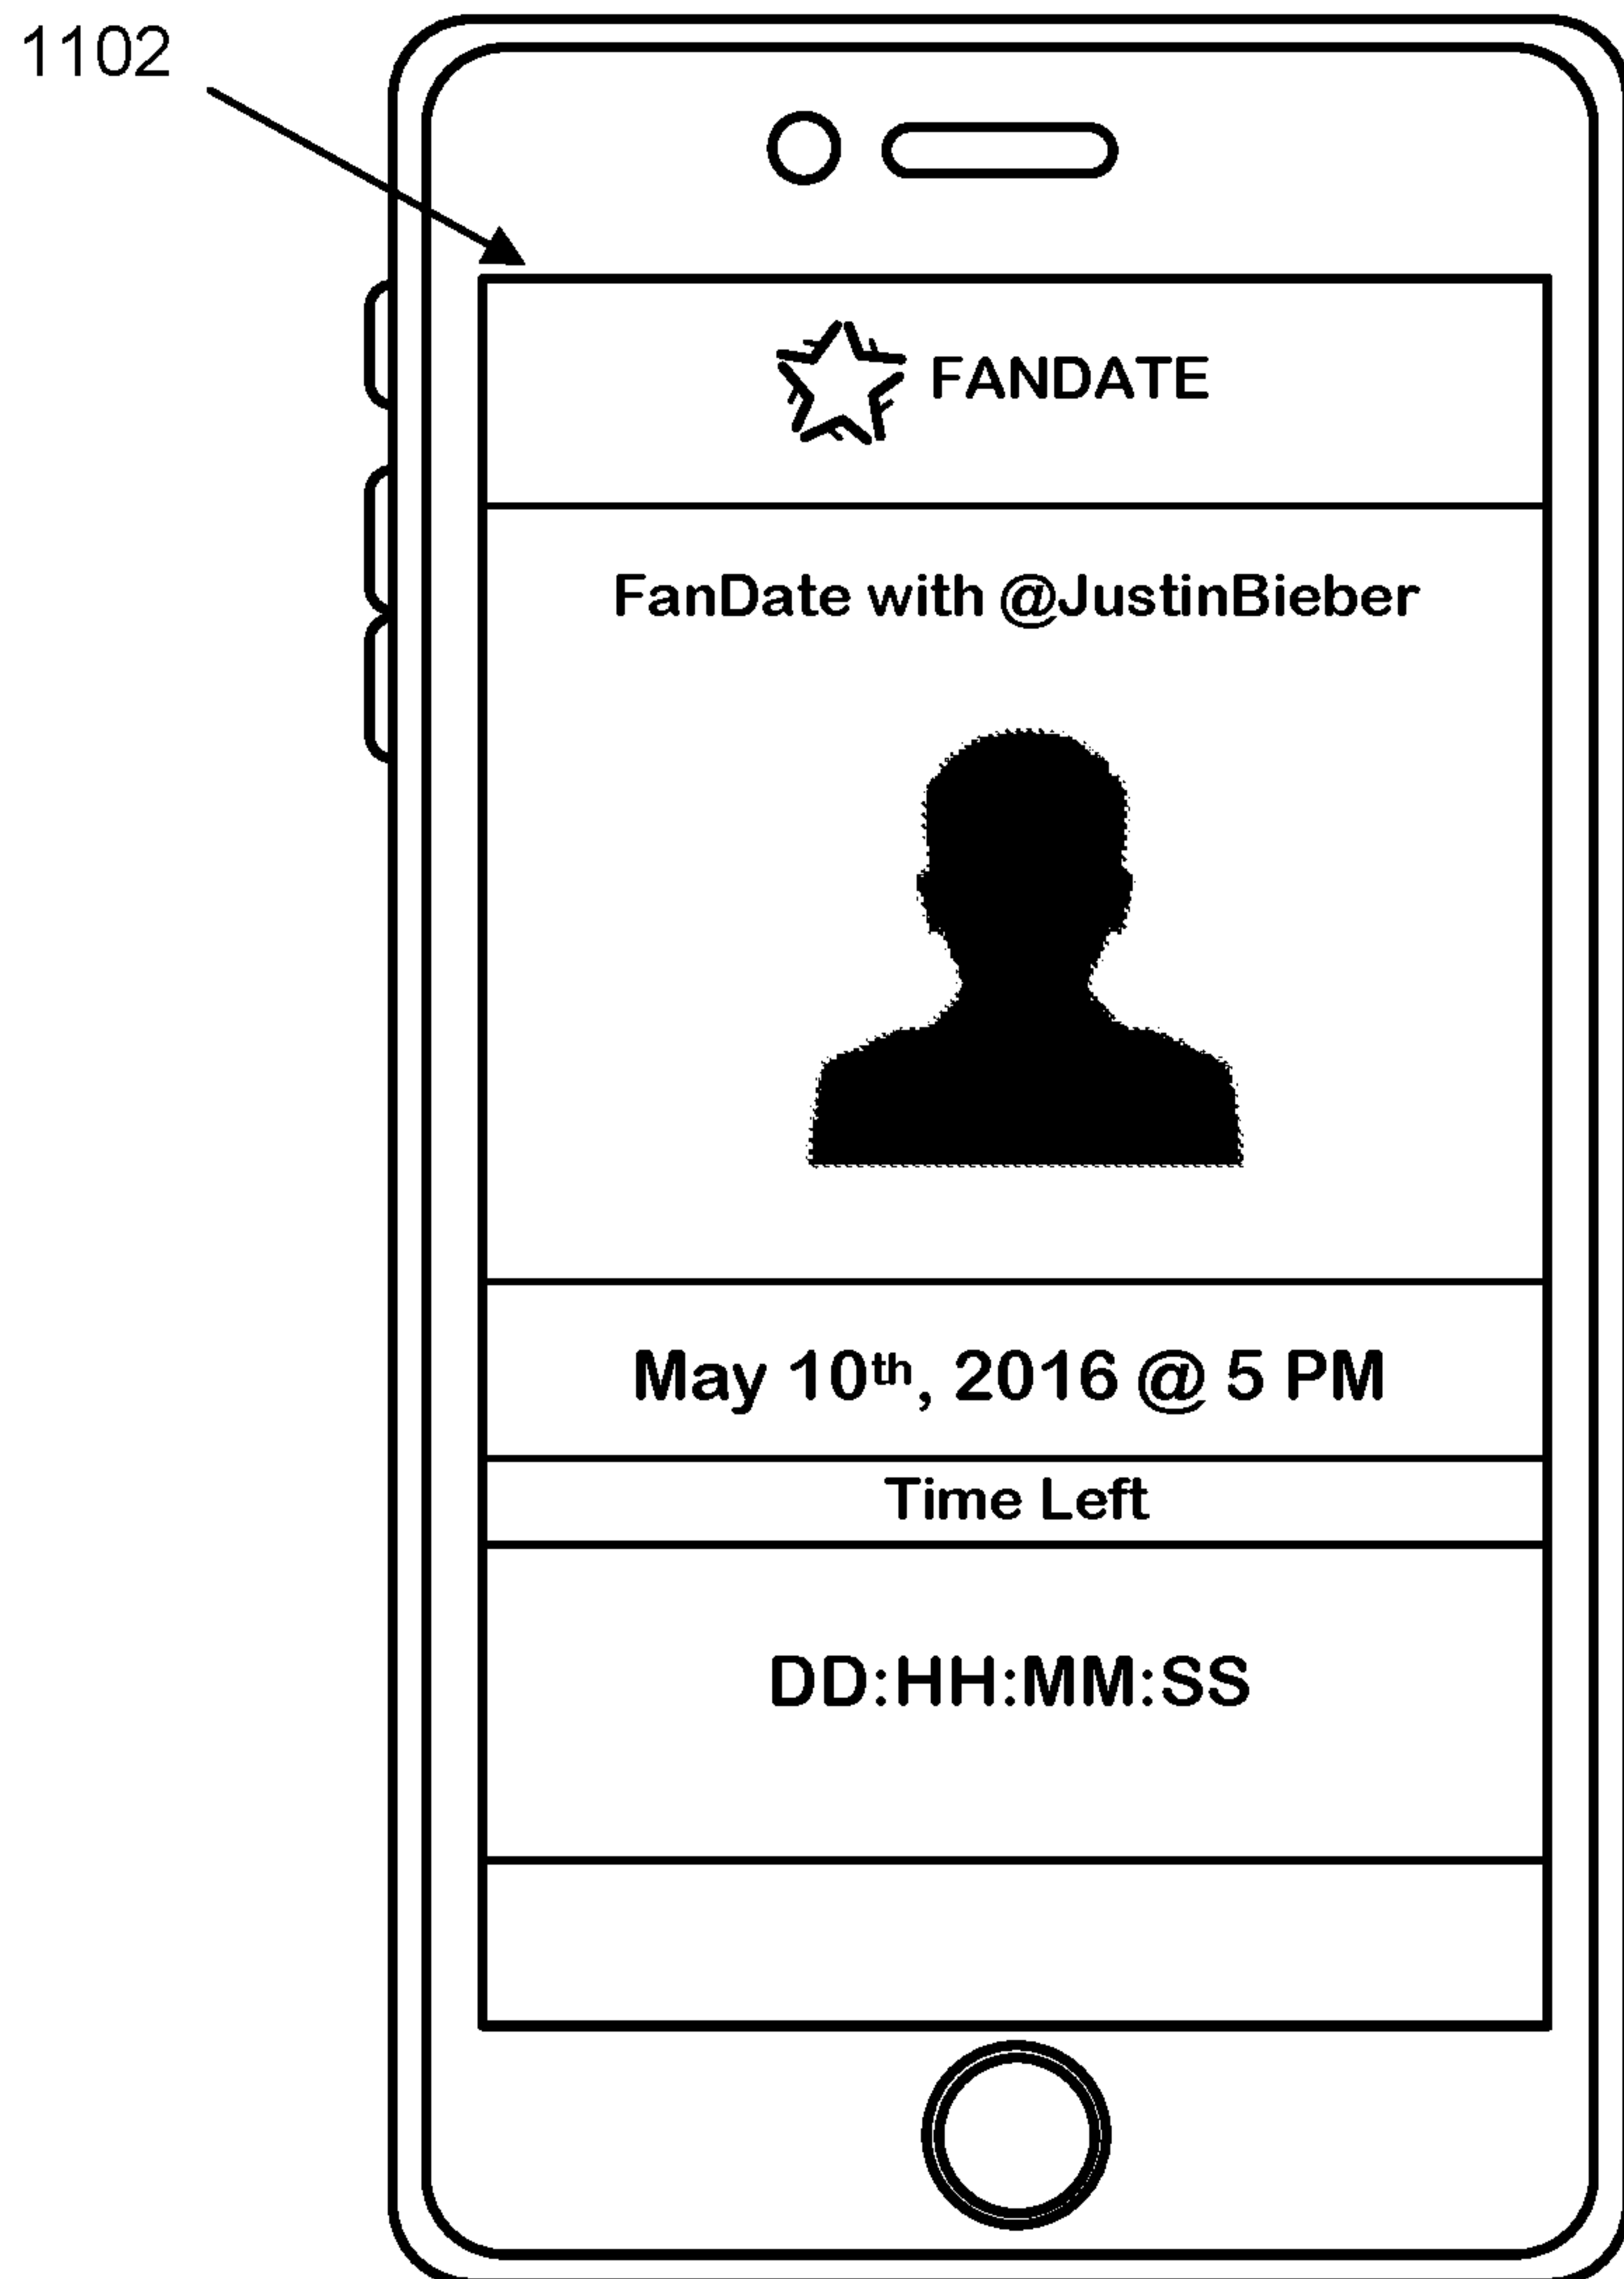 1102
FANDATE
FanDate with @JustinBieber
May 10th, 2016 @ 5 PM
Time Left
DD:HH:MM:SS